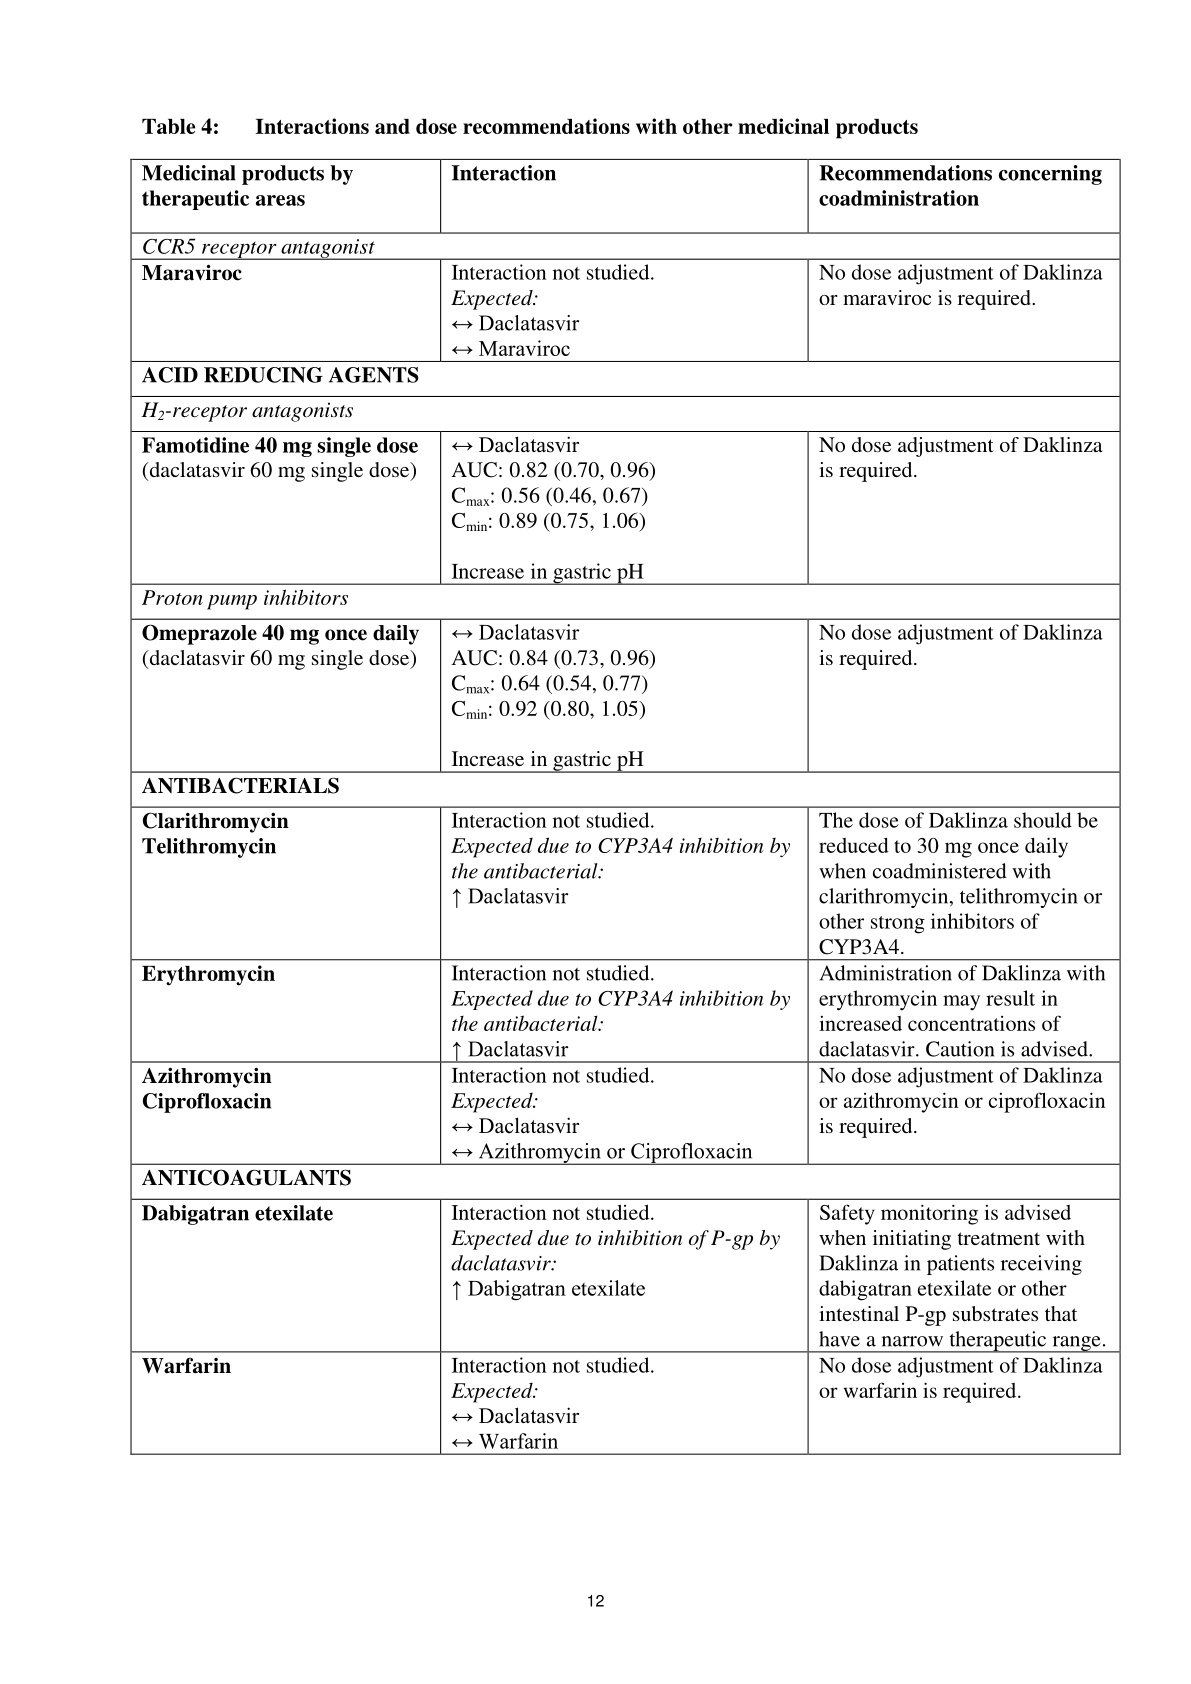 Table 4: Interactions and dose recommendations with other medicinal products
Medicinal products by
therapeutic areas
Interaction
Recommendations concerning
coadministration
CCR5 receptor antagonist
Maraviroc
Interaction not studied.
Expected:
↔ Daclatasvir
↔ Maraviroc
No dose adjustment of Daklinza
or maraviroc is required.
ACID REDUCING AGENTS
H2-receptor antagonists
Famotidine 40 mg single dose
(daclatasvir 60 mg single dose)
↔ Daclatasvir
AUC: 0.82 (0.70, 0.96)
Cmax: 0.56 (0.46, 0.67)
Cmin: 0.89 (0.75, 1.06)
Increase in gastric pH
No dose adjustment of Daklinza
is required.
Proton pump inhibitors
Omeprazole 40 mg once daily
(daclatasvir 60 mg single dose)
↔ Daclatasvir
AUC: 0.84 (0.73, 0.96)
Cmax: 0.64 (0.54, 0.77)
Cmin: 0.92 (0.80, 1.05)
Increase in gastric pH
No dose adjustment of Daklinza
is required.
ANTIBACTERIALS
Clarithromycin
Telithromycin
Interaction not studied.
Expected due to CYP3A4 inhibition by
the antibacterial:
↑ Daclatasvir
The dose of Daklinza should be
reduced to 30 mg once daily
when coadministered with
clarithromycin, telithromycin or
other strong inhibitors of
CYP3A4.
Erythromycin
Interaction not studied.
Expected due to CYP3A4 inhibition by
the antibacterial:
↑ Daclatasvir
Administration of Daklinza with
erythromycin may result in
increased concentrations of
daclatasvir. Caution is advised.
Azithromycin
Ciprofloxacin
Interaction not studied.
Expected:
↔ Daclatasvir
↔ Azithromycin or Ciprofloxacin
No dose adjustment of Daklinza
or azithromycin or ciprofloxacin
is required.
ANTICOAGULANTS
Dabigatran etexilate
Interaction not studied.
Expected due to inhibition of P-gp by
daclatasvir:
↑ Dabigatran etexilate
Safety monitoring is advised
when initiating treatment with
Daklinza in patients receiving
dabigatran etexilate or other
intestinal P-gp substrates that
have a narrow therapeutic range.
Warfarin
Interaction not studied.
Expected:
↔ Daclatasvir
↔ Warfarin
No dose adjustment of Daklinza
or warfarin is required.
12